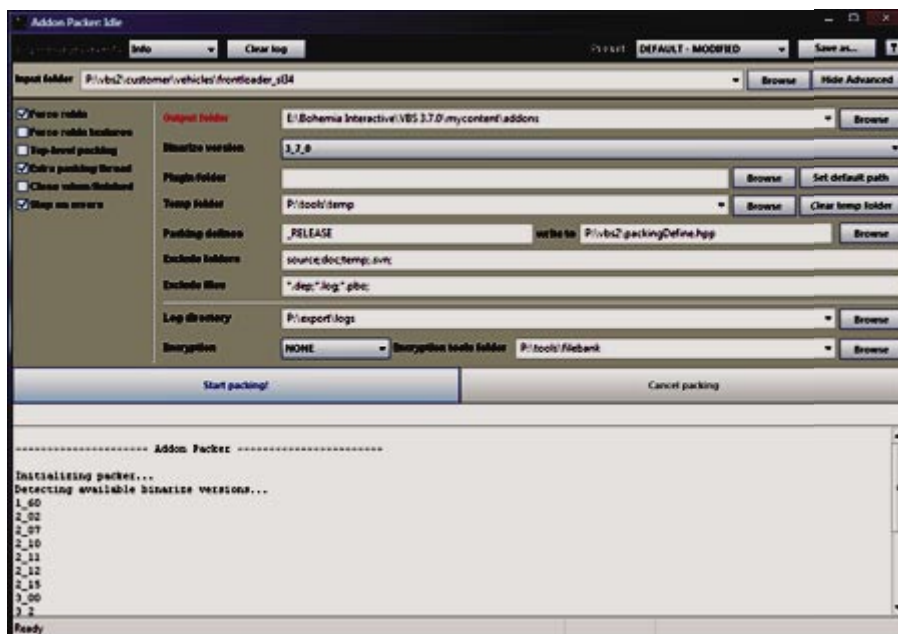 Addon Packer: Idle
Info Clear log Preset DEFAULT - MODIFIED Save as... ?
Input folder P:\vbs2\customer\vehicles\frontloader_sl34 Browse Hide Advanced
Force rebin
Force rebin textures
Top-level packing
Extra packing thread
Close when finished
Stop on errors
Output folder E:\Bohemia Interactive\VBS 3.7.0\mycontent\addons Browse
Binarize version 3_7_0
Plugin folder Browse Set default path
Temp folder P:\tools\temp Browse Clear temp folder
Packing defines _RELEASE write to P:\vbs2\packingDefine.hpp Browse
Exclude folders source;doc;temp;.svn;
Exclude files *.dep;*.log;*.pbo;
Log directory P:\export\logs Browse
Encryption NONE Encryption tools folder P:\tools\filebank Browse
Start packing! Cancel packing
---------------------- Addon Packer ------------------------
Initializing packer...
Detecting available binarize versions...
1_60
2_02
2_07
2_10
2_11
2_12
2_15
3_00
3_2
Ready